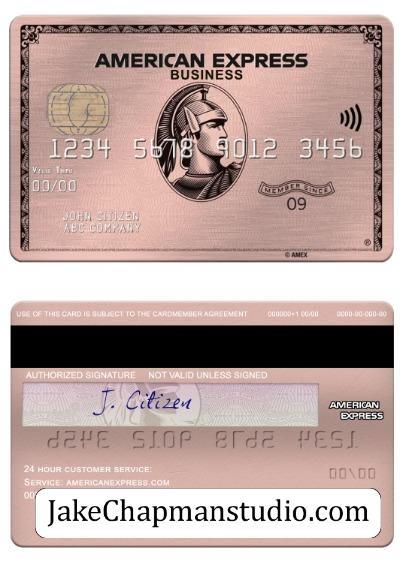 AMERICAN EXPRESS
BUSINESS
1234 5678 9012 3456
VALID THRU
00/00
MEMBER SINCE
09
JOHN CITIZEN
ABC COMPANY
®
© AMEX
USE OF THIS CARD IS SUBJECT TO THE CARDMEMBER AGREEMENT 000000+1 00/00 0000-00-000-00
AUTHORIZED SIGNATURE NOT VALID UNLESS SIGNED
J. Citizen
AMERICAN
EXPRESS
1234 5678 9012 3456
24 HOUR CUSTOMER SERVICE:
00/00
SERVICE: AMERICANEXPRESS.COM
JakeChapmanstudio.com